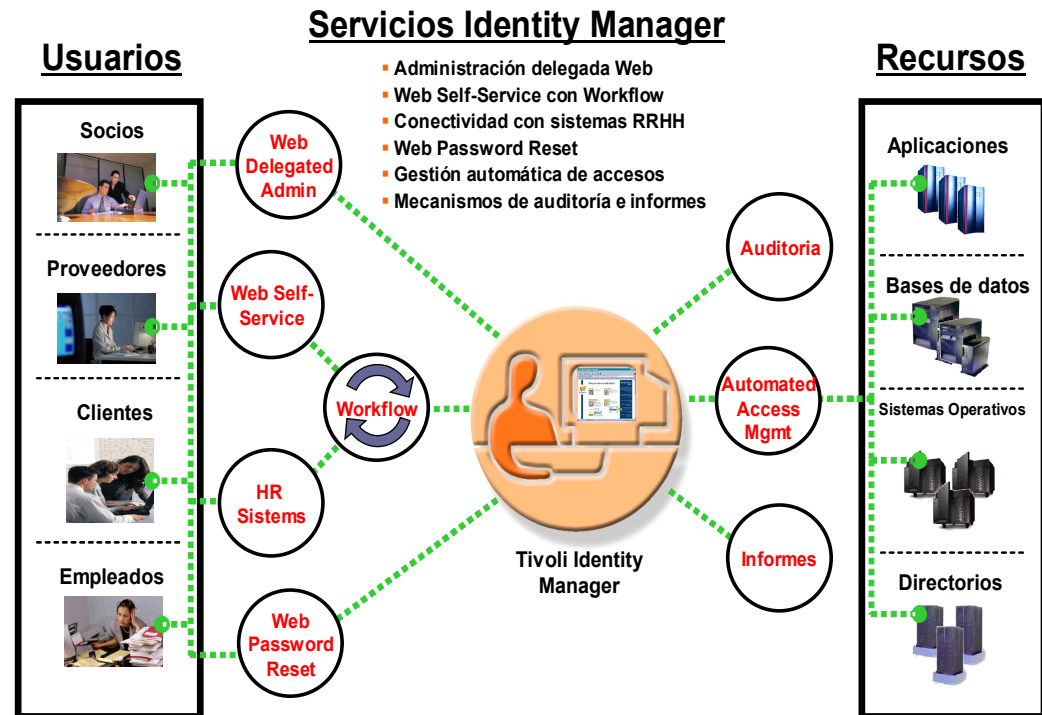 Servicios Identity Manager
Usuarios
Recursos
▪ Administración delegada Web
▪ Web Self-Service con Workflow
▪ Conectividad con sistemas RRHH
▪ Web Password Reset
▪ Gestión automática de accesos
▪ Mecanismos de auditoría e informes
Socios
Proveedores
Clientes
Empleados
Web
Delegated
Admin
Web Self-
Service
Workflow
HR
Sistems
Web
Password
Reset
Tivoli Identity
Manager
Auditoria
Automated
Access
Mgmt
Informes
Aplicaciones
Bases de datos
Sistemas Operativos
Directorios